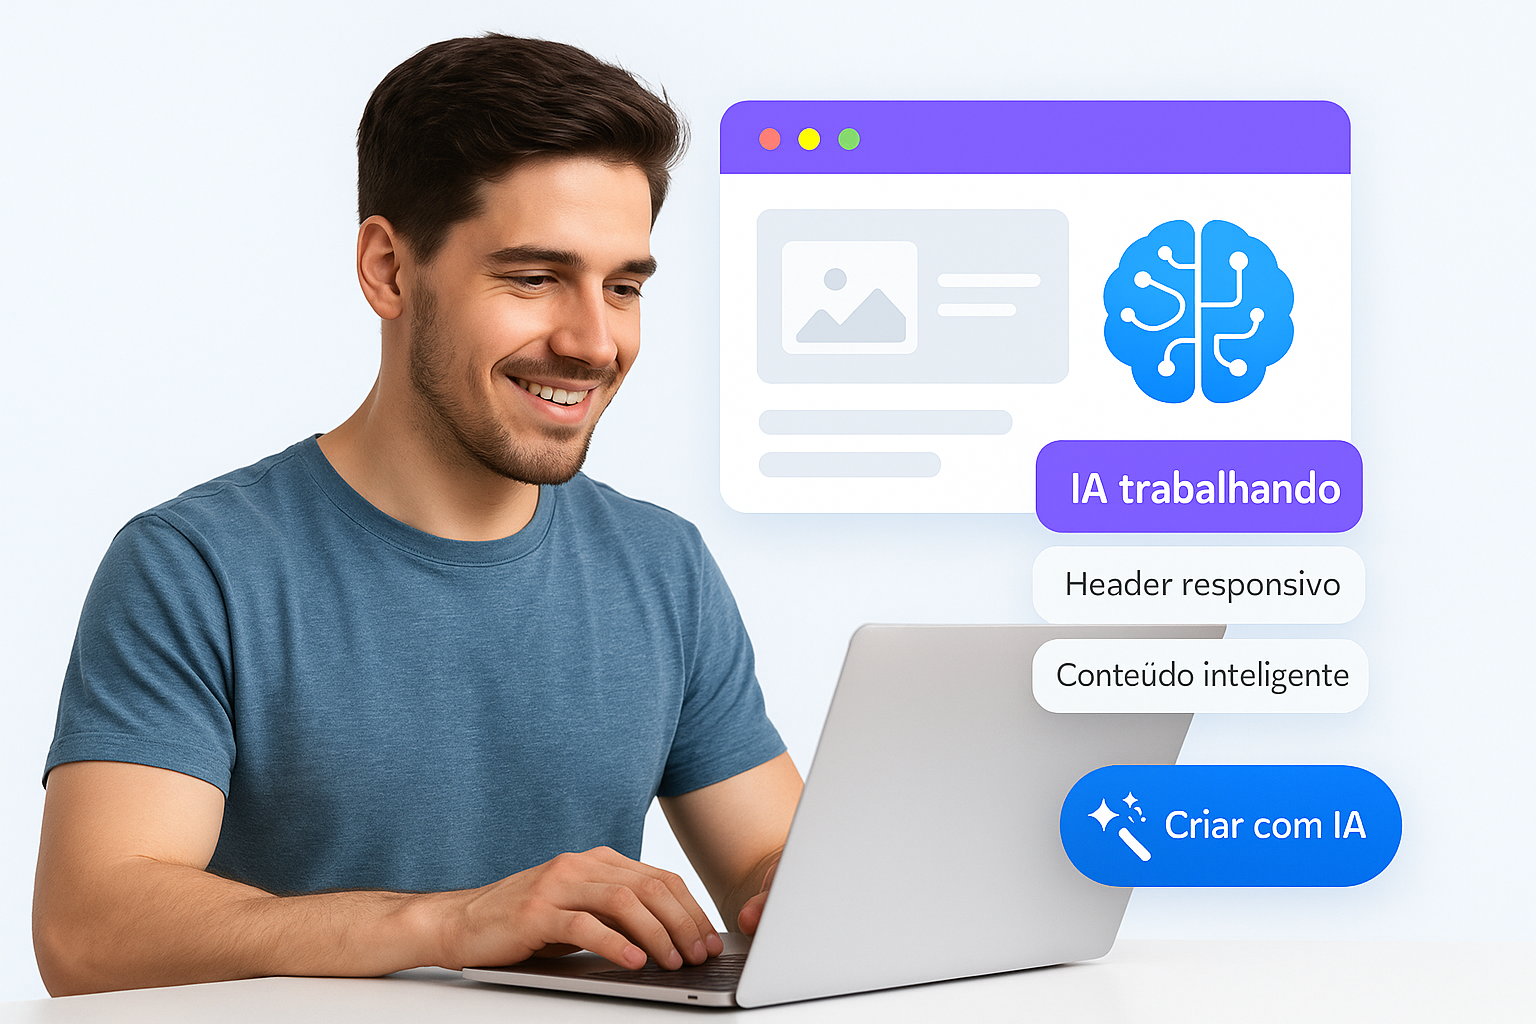 IA trabalhando
Header responsivo
Conteúdo inteligente
Criar com IA